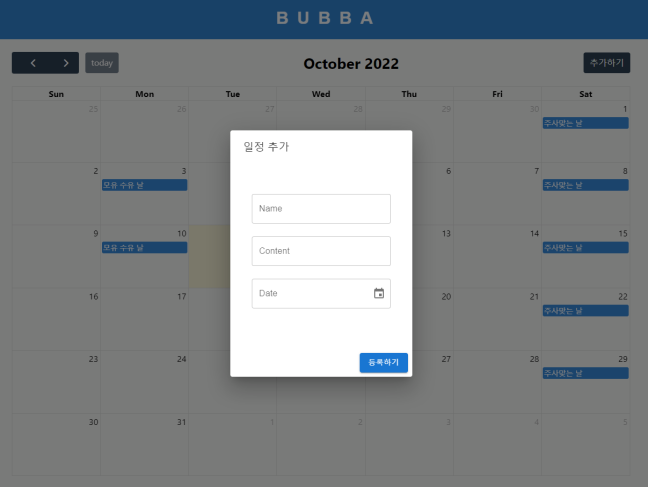 BUBBA
today
October 2022
추가하기
Sun Mon Tue Wed Thu Fri Sat
25 26 27 28 29 30 1
주사맞는 날
일정 추가
2 3 6 7 8
모유 수유 날 주사맞는 날
Name
9 10 13 14 15
모유 수유 날 주사맞는 날
Content
Date
16 17 20 21 22
주사맞는 날
23 24 27 28 29
등록하기
주사맞는 날
30 31 1 2 3 4 5